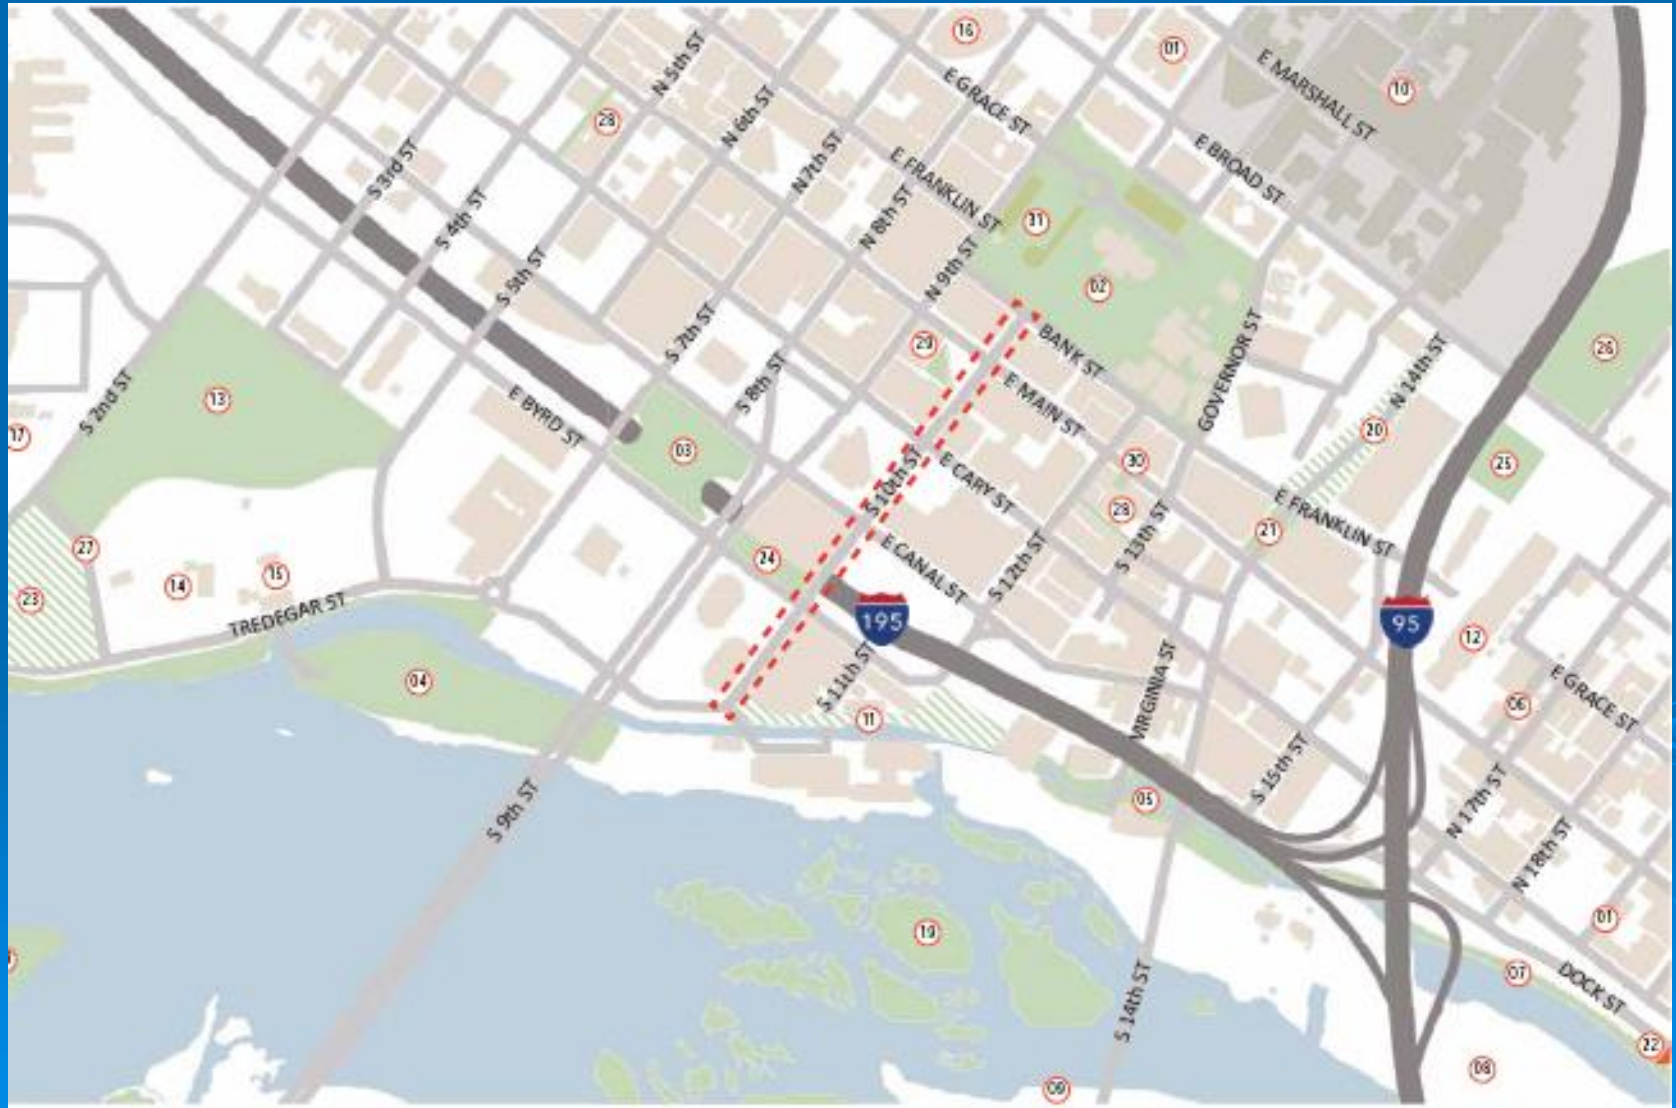 16
01
E MARSHALL ST
10
N 5th ST
E GRACE ST
28
N 6th ST
E BROAD ST
S 3rd ST
N 7th ST
E FRANKLIN ST
S 4th ST
N 8th ST
31
S 5th ST
N 9th ST
02
S 7th ST
29
BANK ST
GOVERNOR ST
N 14th ST
26
S 2nd ST
13
S 8th ST
E MAIN ST
17
E BYRD ST
03
20
30
25
S 10th ST
E CARY ST
28
E FRANKLIN ST
21
27
24
E CANAL ST
S 12th ST
S 13th ST
14
15
23
TREDEGAR ST
195
95
12
04
S 11th ST
11
VIRGINIA ST
06
E GRACE ST
S 9th ST
05
S 15th ST
N 17th ST
N 18th ST
19
01
07
DOCK ST
S 14th ST
22
09
08